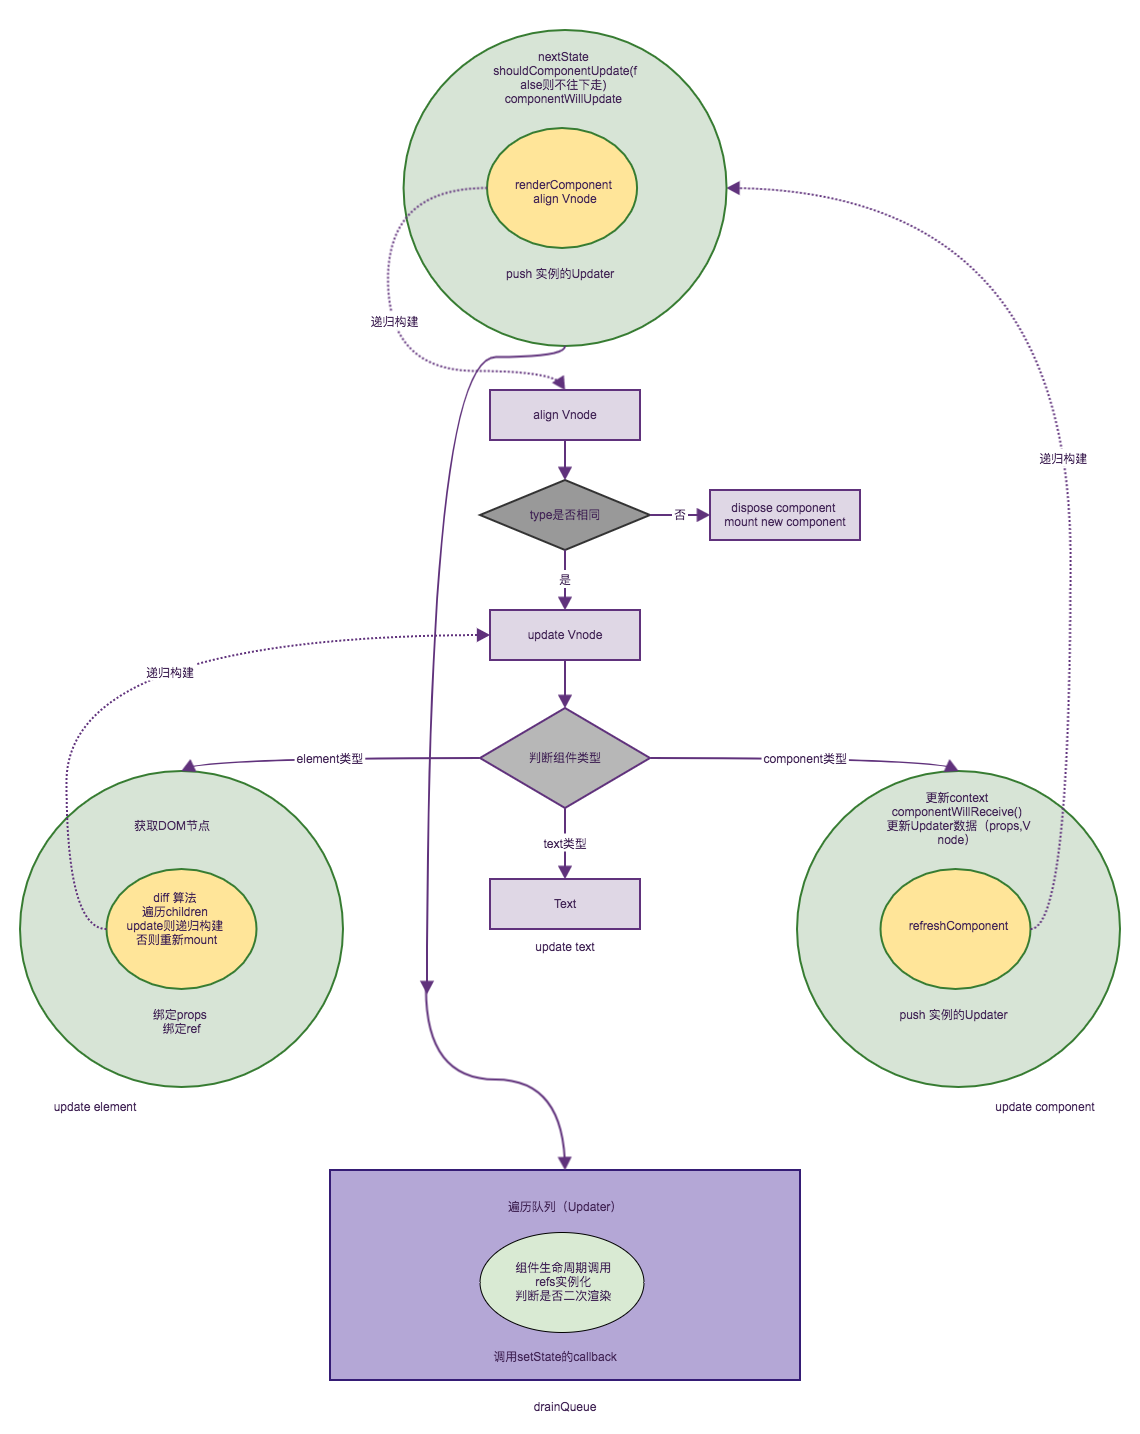 nextState
shouldComponentUpdate(f
alse则不往下走)
componentWillUpdate
renderComponent
align Vnode
push 实例的Updater
递归构建
align Vnode
递归构建
type是否相同
否
dispose component
mount new component
是
update Vnode
递归构建
判断组件类型
element类型
component类型
text类型
获取DOM节点
diff 算法
遍历children
update则递归构建
否则重新mount
绑定props
绑定ref
update element
Text
update text
更新context
componentWillReceive()
更新Updater数据（props,V
node）
refreshComponent
push 实例的Updater
update component
遍历队列（Updater）
组件生命周期调用
refs实例化
判断是否二次渲染
调用setState的callback
drainQueue